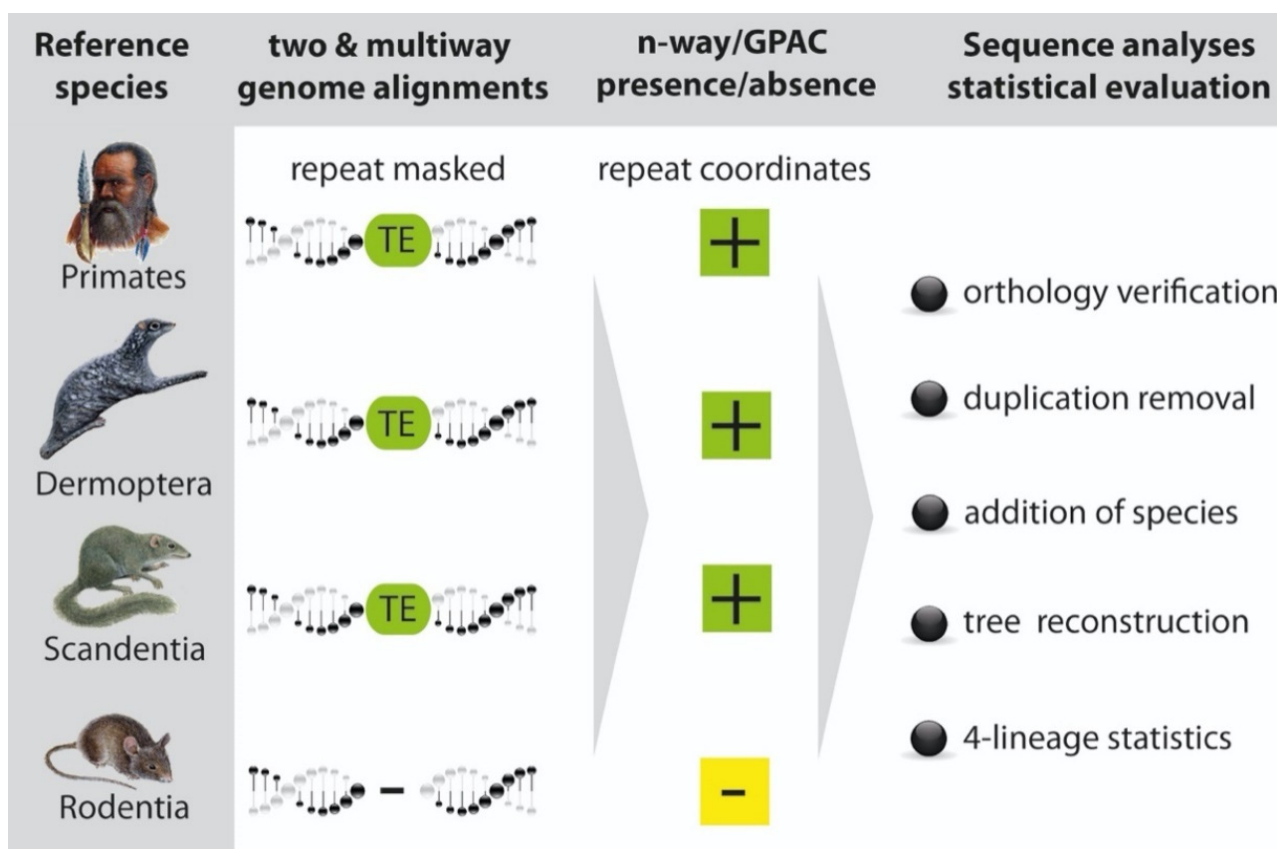 Reference
species
two & multiway
genome alignments
n-way/GPAC
presence/absence
Sequence analyses
statistical evaluation
repeat masked
repeat coordinates
Primates
TE
+
Dermoptera
TE
+
Scandentia
TE
+
Rodentia
-
-
orthology verification
duplication removal
addition of species
tree reconstruction
4-lineage statistics